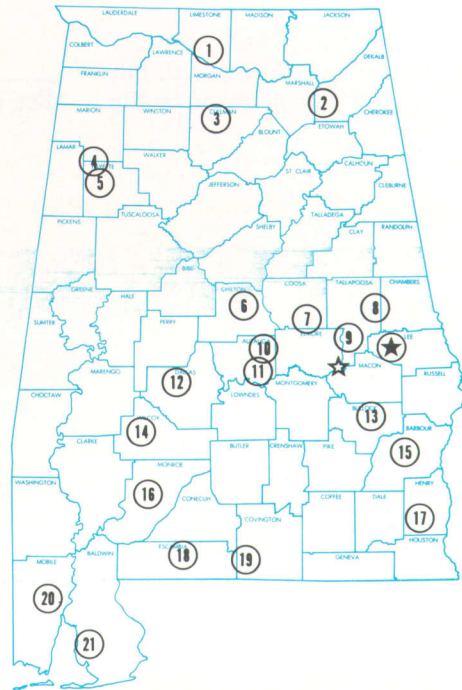 LAUDERDALE LIMESTONE MADISON JACKSON
COLBERT LAWRENCE 1 DEKALB
FRANKLIN MORGAN MARSHALL
MARION WINSTON 3 2 CHEROKEE
BLOUNT ETOWAH
LAMAR 4 WALKER
5 ST. CLAIR CALHOUN
JEFFERSON CLEBURNE
PICKENS TUSCALOOSA SHELBY TALLADEGA
CLAY RANDOLPH
BIBB
GREENE HALE CHILTON COOSA TALLAPOOSA CHAMBERS
6 7 8
SUMTER PERRY 9 LEE
10
MARENGO 11 MACON
12 MONTGOMERY RUSSELL
CHOCTAW LOWNDES
13
14 BARBOUR
CLARKE BUTLER CRENSHAW PIKE 15
MONROE
WASHINGTON 16 HENRY
CONECUH COFFEE DALE
COVINGTON 17
HOUSTON
MOBILE BALDWIN ESCAMBIA 18 19 GENEVA
20
21